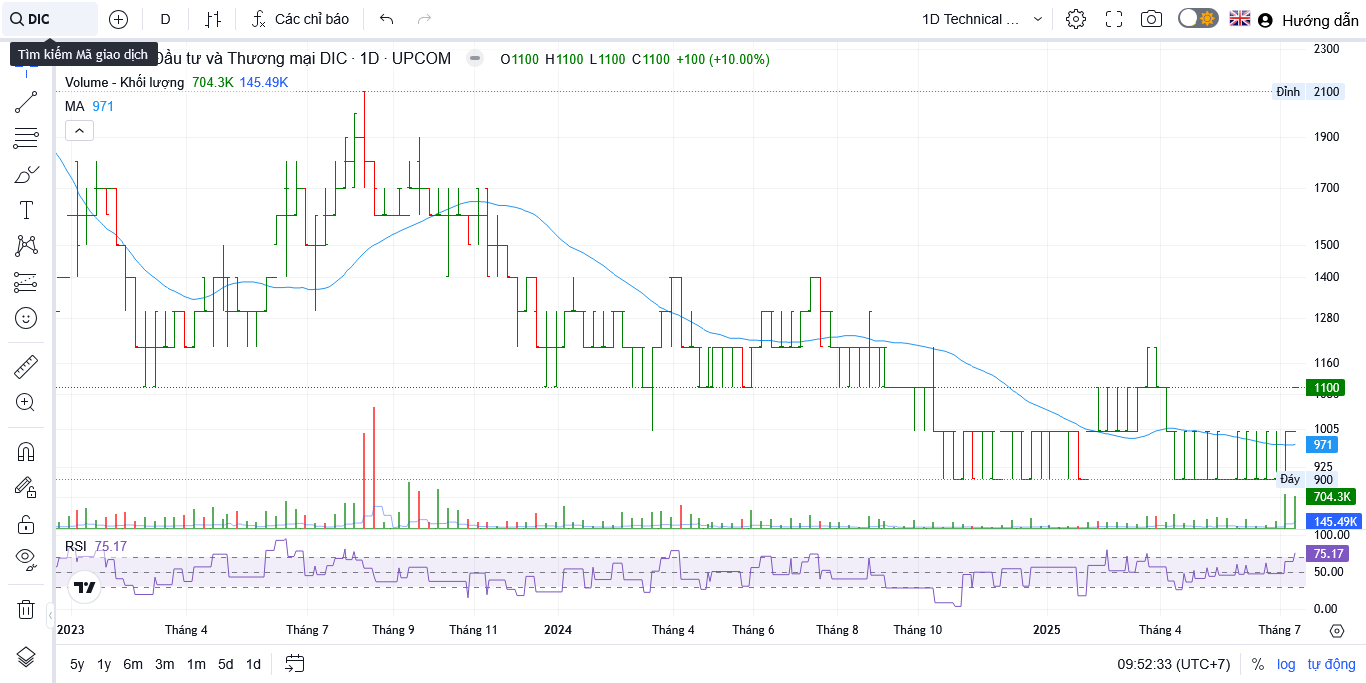 DIC
D
Các chỉ báo
1D Technical ...
Hướng dẫn
Tìm kiếm Mã giao dịch
Đầu tư và Thương mại DIC · 1D · UPCOM
O1100 H1100 L1100 C1100 +100 (+10.00%)
Volume - Khối lượng 704.3K 145.49K
MA 971
2300
Đỉnh 2100
1900
1700
1500
1400
1280
1160
1100
1005
971
925
Đáy 900
704.3K
145.49K
100.00
RSI 75.17
75.17
50.00
0.00
2023 Tháng 4 Tháng 7 Tháng 9 Tháng 11 2024 Tháng 4 Tháng 6 Tháng 8 Tháng 10 2025 Tháng 4 Tháng 7
5y 1y 6m 3m 1m 5d 1d
09:52:33 (UTC+7) % log tự động